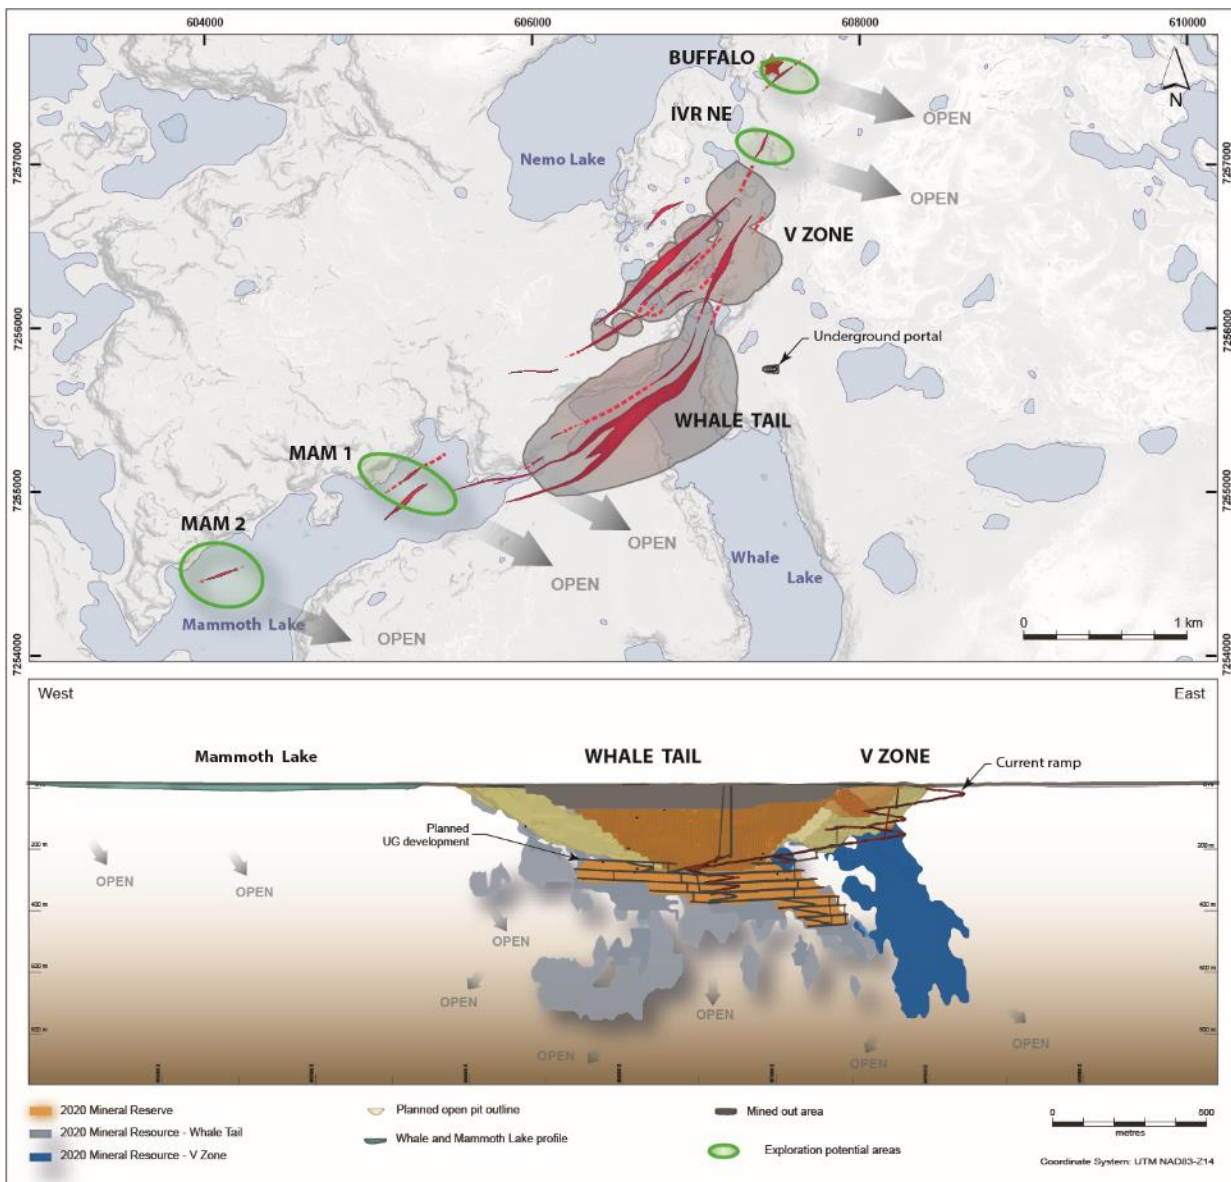 604000 606000 608000 610000
BUFFALO
N
OPEN
IVR NE
7257000 7257000
Nemo Lake
OPEN
V ZONE
7256000 7256000
Underground portal
WHALE TAIL
MAM 1
7255000 7255000
MAM 2
OPEN
Whale
Lake
OPEN
Mammoth Lake
OPEN
0 1 km
7254000 7254000
West East
Mammoth Lake WHALE TAIL V ZONE
Current ramp
Planned
UG development
200 m 200 m
OPEN OPEN
400 m 400 m
OPEN
600 m 600 m
OPEN OPEN OPEN
OPEN OPEN
2020 Mineral Reserve
2020 Mineral Resource - Whale Tail
2020 Mineral Resource - V Zone
Planned open pit outline
Whale and Mammoth Lake profile
Mined out area
Exploration potential areas
0 500
metres
Coordinate System: UTM NAD83-Z14